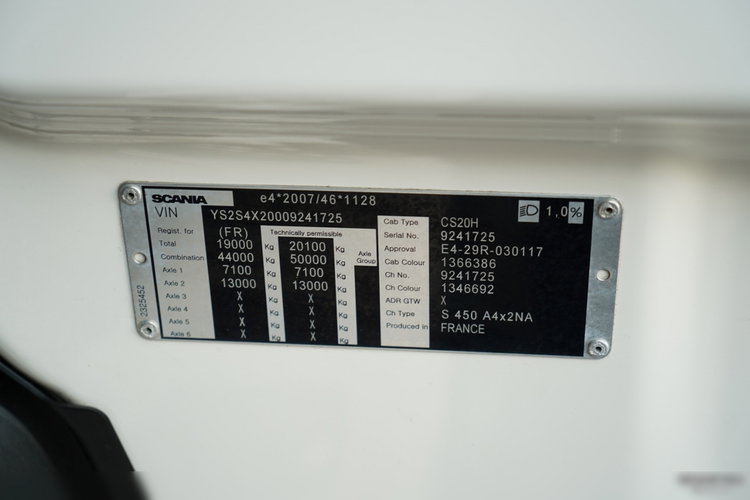 SCANIA e4*2007/46*1128 1,0%
VIN YS2S4X20009241725
Regist. for (FR) Technically permissible
Total 19000 Kg 20100 Kg Axle Group
Combination 44000 Kg 50000 Kg
Axle 1 7100 Kg 7100 Kg
Axle 2 13000 Kg 13000 Kg
Axle 3 X Kg X Kg
Axle 4 X Kg X Kg
Axle 5 X Kg X Kg
Axle 6 X Kg X Kg
Cab Type CS20H
Serial No. 9241725
Approval E4-29R-030117
Cab Colour 1366386
Ch No. 9241725
Ch Colour 1346692
ADR GTW X
Ch Type S 450 A4x2NA
Produced in FRANCE
2325452